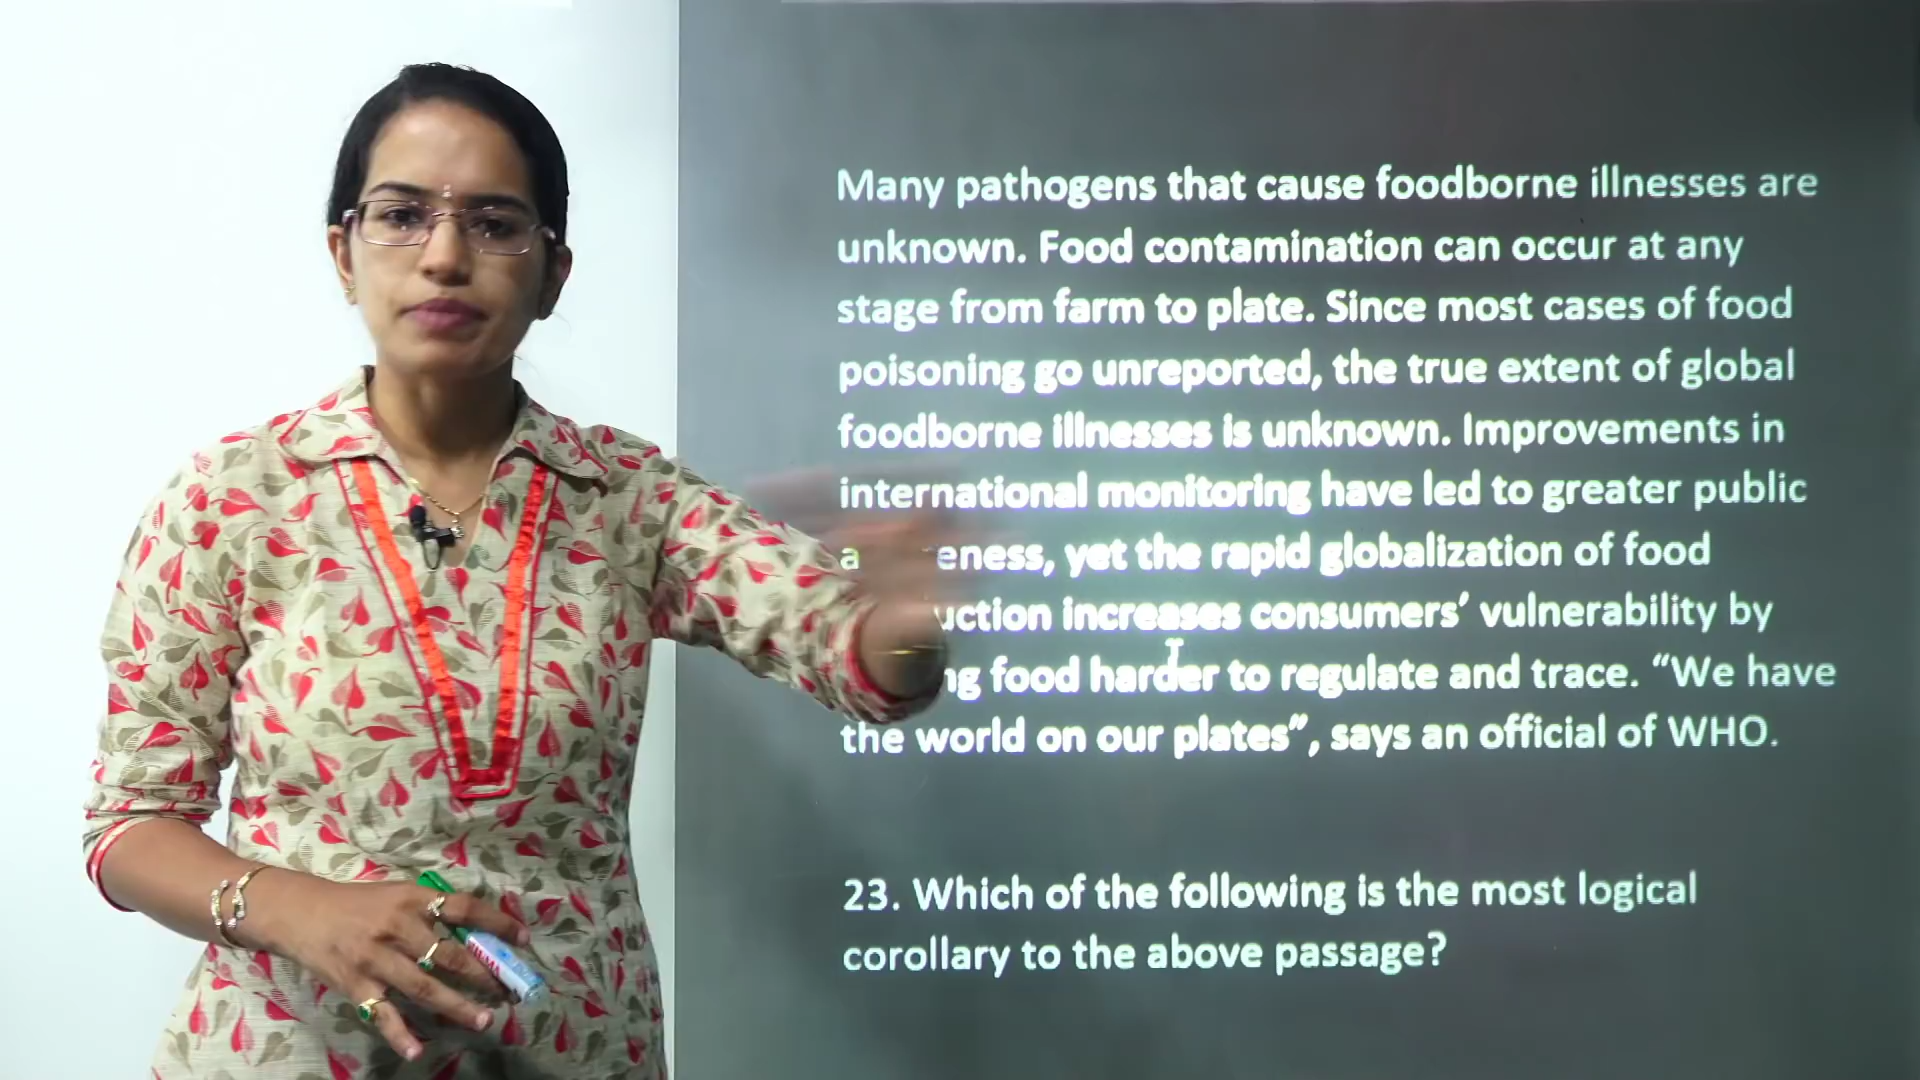 Many pathogens that cause foodborne illnesses are
unknown. Food contamination can occur at any
stage from farm to plate. Since most cases of food
poisoning go unreported, the true extent of global
foodborne illnesses is unknown. Improvements in
international monitoring have led to greater public
yet the rapid globalization of food
increases consumers’ vulnerability by
food harder to regulate and trace. “We have
the world on our plates”, says an official of WHO.
23. Which of the following is the most logical
corollary to the above passage?